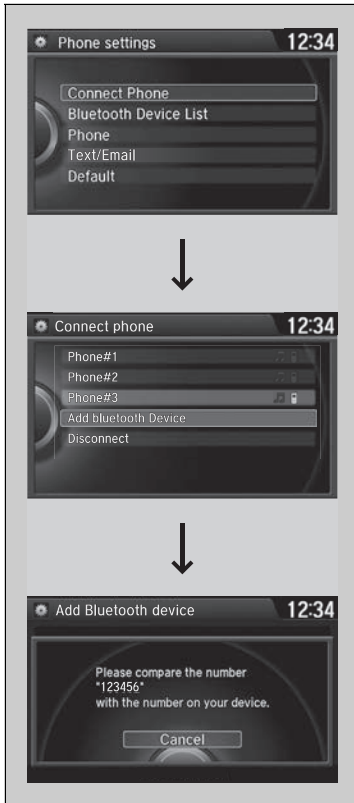 Phone settings 12:34
Connect Phone
Bluetooth Device List
Phone
Text/Email
Default
Connect phone 12:34
Phone#1
Phone#2
Phone#3
Add bluetooth Device
Disconnect
Add Bluetooth device 12:34
Please compare the number
"123456"
with the number on your device.
Cancel